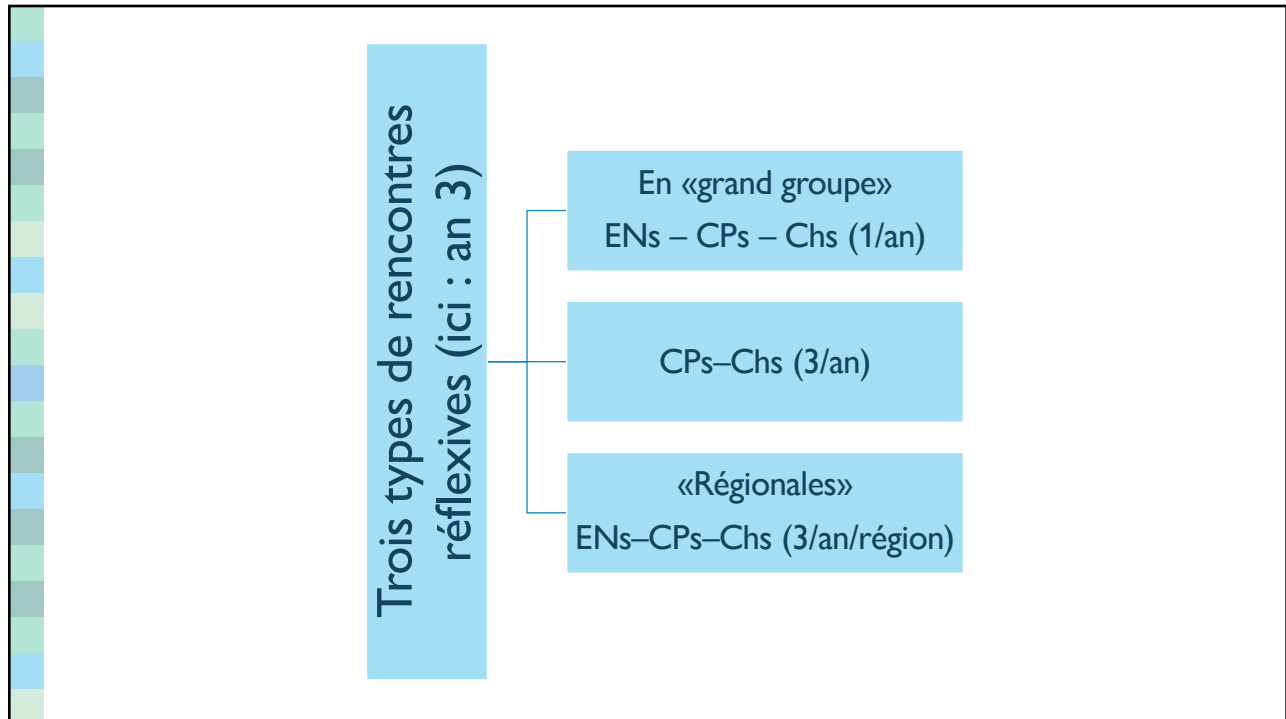 Trois types de rencontres
réflexives (ici : an 3)
En «grand groupe»
ENs – CPs – Chs (1/an)
CPs–Chs (3/an)
«Régionales»
ENs–CPs–Chs (3/an/région)